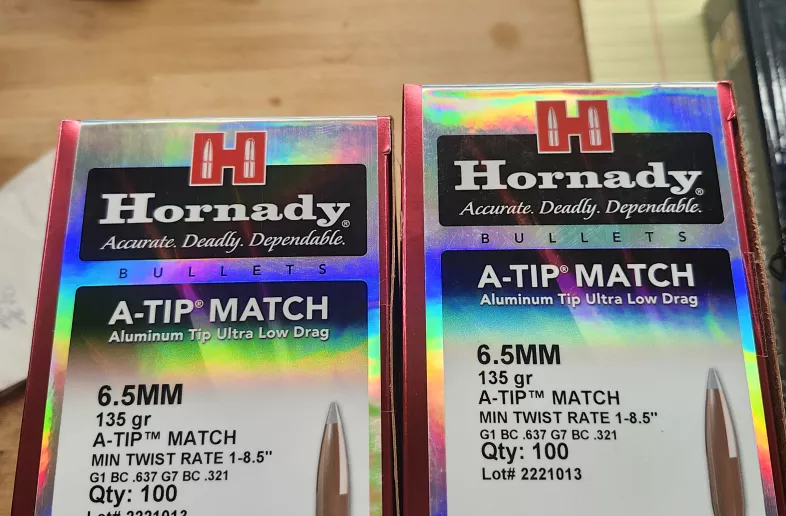 H
Hornady®
Accurate. Deadly. Dependable.
BULLETS
A-TIP® MATCH
Aluminum Tip Ultra Low Drag
6.5MM
135 gr
A-TIP™ MATCH
MIN TWIST RATE 1-8.5"
G1 BC .637 G7 BC .321
Qty: 100
Lot# 2221013
H
Hornady®
Accurate. Deadly. Dependable.
BULLETS
A-TIP® MATCH
Aluminum Tip Ultra Low Drag
6.5MM
135 gr
A-TIP™ MATCH
MIN TWIST RATE 1-8.5"
G1 BC .637 G7 BC .321
Qty: 100
Lot# 2221013